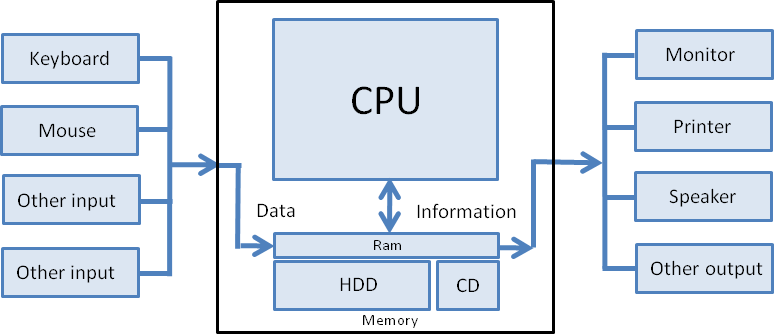 Keyboard
Mouse
Other input
Other input
CPU
Data
Information
Ram
HDD
CD
Memory
Monitor
Printer
Speaker
Other output